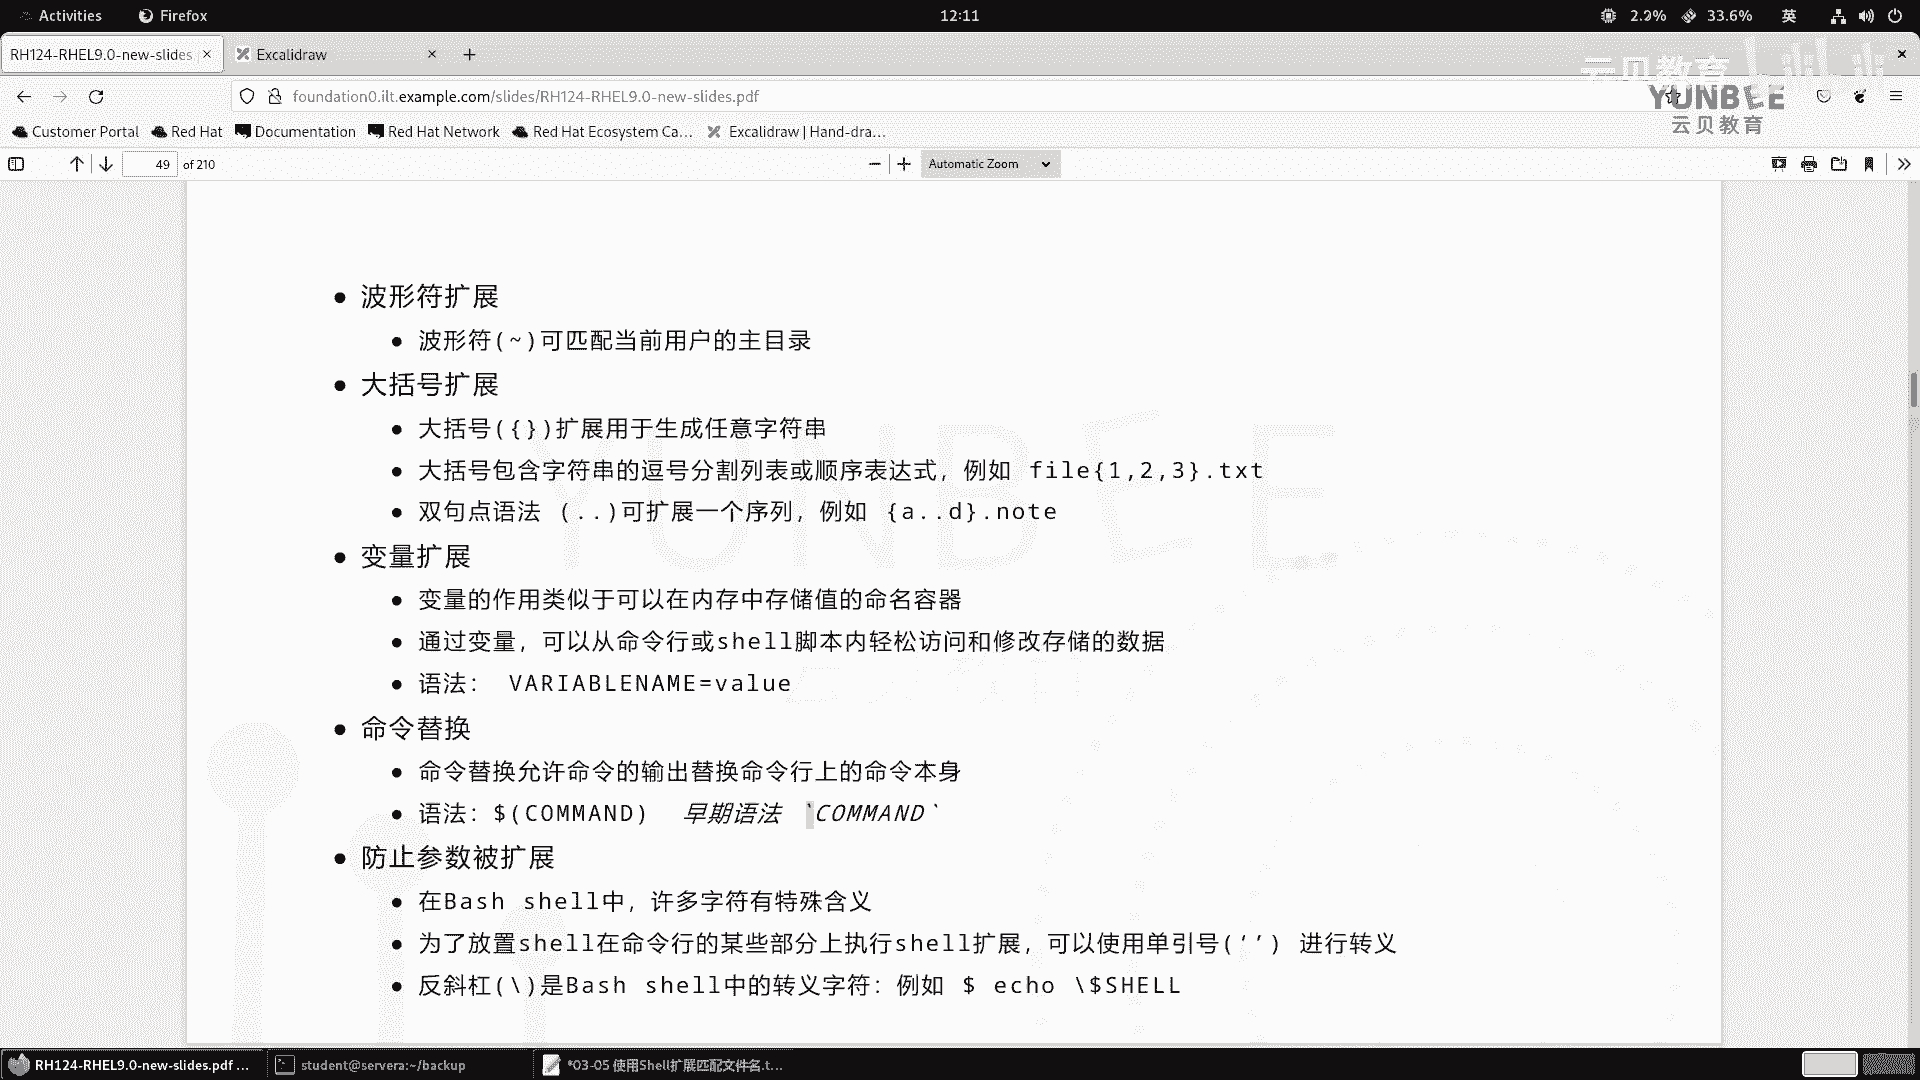 Activities
Firefox
12:11
33.6%
英
RH124-RHEL9.0-new-slides
Excalidraw
foundation0.ilt.example.com/slides/RH124-RHEL9.0-new-slides.pdf
云贝教育
YUNBEE
云贝教育
Customer Portal
Red Hat
Documentation
Red Hat Network
Red Hat Ecosystem Ca...
Excalidraw | Hand-dra...
49 of 210
Automatic Zoom
波形符扩展
波形符(~)可匹配当前用户的主目录
大括号扩展
大括号({})扩展用于生成任意字符串
大括号包含字符串的逗号分割列表或顺序表达式，例如 file{1,2,3}.txt
双句点语法 (..)可扩展一个序列，例如 {a..d}.note
变量扩展
变量的作用类似于可以在内存中存储值的命名容器
通过变量，可以从命令行或shell脚本内轻松访问和修改存储的数据
语法： VARIABLENAME=value
命令替换
命令替换允许命令的输出替换命令行上的命令本身
语法：$(COMMAND) 早期语法 `COMMAND`
防止参数被扩展
在Bash shell中，许多字符有特殊含义
为了放置shell在命令行的某些部分上执行shell扩展，可以使用单引号(‘’) 进行转义
反斜杠(\)是Bash shell中的转义字符：例如 $ echo \$SHELL
YUNBEE
RH124-RHEL9.0-new-slides.pdf ...
student@servera:~/backup
*03-05 使用Shell扩展匹配文件名.t...